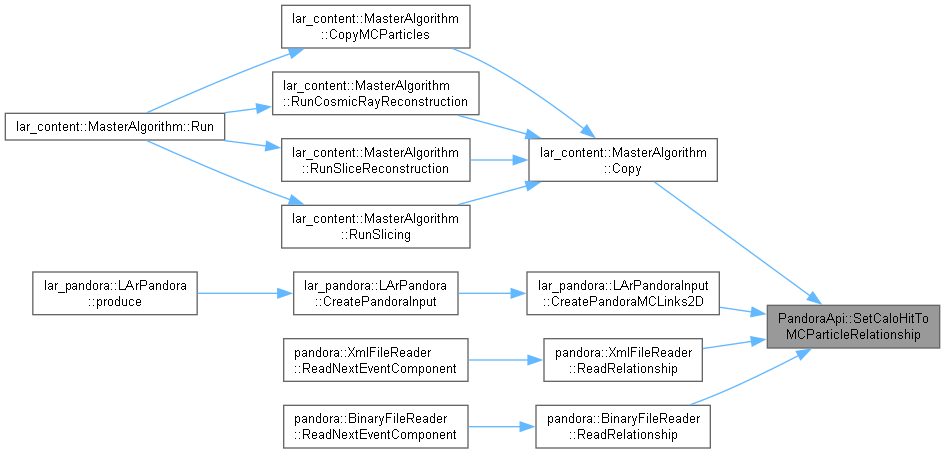 lar_content::MasterAlgorithm
::CopyMCParticles
lar_content::MasterAlgorithm
::RunCosmicRayReconstruction
lar_content::MasterAlgorithm::Run
lar_content::MasterAlgorithm
::RunSliceReconstruction
lar_content::MasterAlgorithm
::Copy
lar_content::MasterAlgorithm
::RunSlicing
lar_pandora::LArPandora
::produce
lar_pandora::LArPandora
::CreatePandoraInput
lar_pandora::LArPandoraInput
::CreatePandoraMCLinks2D
PandoraApi::SetCaloHitTo
MCParticleRelationship
pandora::XmlFileReader
::ReadNextEventComponent
pandora::XmlFileReader
::ReadRelationship
pandora::BinaryFileReader
::ReadNextEventComponent
pandora::BinaryFileReader
::ReadRelationship